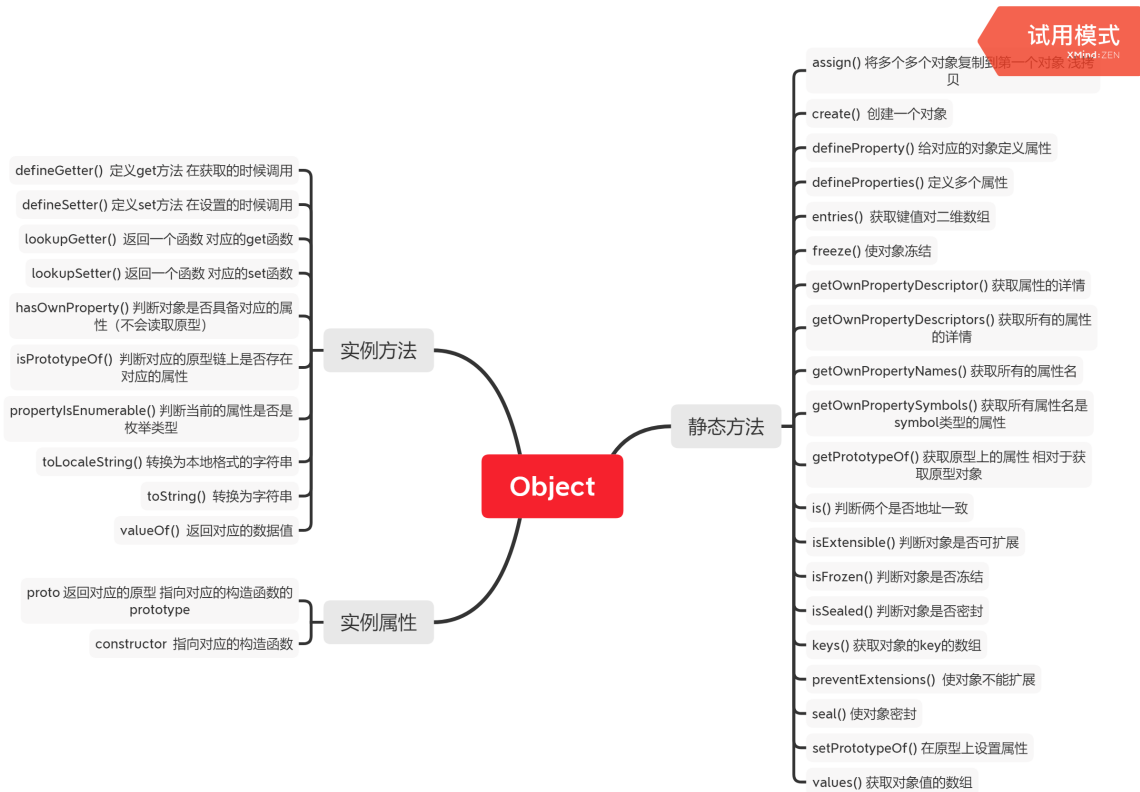 试用模式
XMind:ZEN
Object
实例方法
defineGetter() 定义get方法 在获取的时候调用
defineSetter() 定义set方法 在设置的时候调用
lookupGetter() 返回一个函数 对应的get函数
lookupSetter() 返回一个函数 对应的set函数
hasOwnProperty() 判断对象是否具备对应的属
性（不会读取原型）
isPrototypeOf() 判断对应的原型链上是否存在
对应的属性
propertyIsEnumerable() 判断当前的属性是否是
枚举类型
toLocaleString() 转换为本地格式的字符串
toString() 转换为字符串
valueOf() 返回对应的数据值
实例属性
proto 返回对应的原型 指向对应的构造函数的
prototype
constructor 指向对应的构造函数
静态方法
assign() 将多个多个对象复制到第一个对象 浅拷
贝
create() 创建一个对象
defineProperty() 给对应的对象定义属性
defineProperties() 定义多个属性
entries() 获取键值对二维数组
freeze() 使对象冻结
getOwnPropertyDescriptor() 获取属性的详情
getOwnPropertyDescriptors() 获取所有的属性
的详情
getOwnPropertyNames() 获取所有的属性名
getOwnPropertySymbols() 获取所有属性名是
symbol类型的属性
getPrototypeOf() 获取原型上的属性 相对于获
取原型对象
is() 判断俩个是否地址一致
isExtensible() 判断对象是否可扩展
isFrozen() 判断对象是否冻结
isSealed() 判断对象是否密封
keys() 获取对象的key的数组
preventExtensions() 使对象不能扩展
seal() 使对象密封
setPrototypeOf() 在原型上设置属性
values() 获取对象值的数组